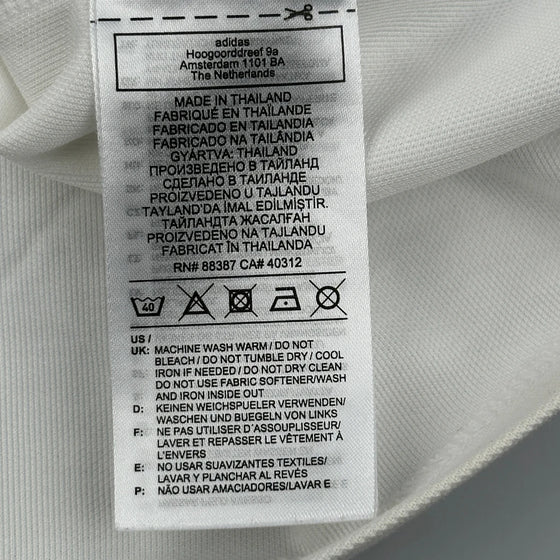 adidas
Hoogoorddreef 9a
Amsterdam 1101 BA
The Netherlands
MADE IN THAILAND
FABRIQUÉ EN THAÏLANDE
FABRICADO EN TAILANDIA
FABRICADO NA TAILÂNDIA
GYÁRTVA: THAILAND
ПРОИЗВЕДЕНО В ТАЙЛАНД
СДЕЛАНО В ТАИЛАНДЕ
PROIZVEDENO U TAJLANDU
TAYLAND'DA İMAL EDİLMİŞTİR.
ТАЙЛАНДТА ЖАСАЛҒАН
PROIZVEDENO NA TAJLANDU
FABRICAT ÎN THAILANDA
RN# 88387 CA# 40312
40
US /
UK: MACHINE WASH WARM / DO NOT
BLEACH / DO NOT TUMBLE DRY / COOL
IRON IF NEEDED / DO NOT DRY CLEAN
DO NOT USE FABRIC SOFTENER/WASH
AND IRON INSIDE OUT
D: KEINEN WEICHSPUELER VERWENDEN/
WASCHEN UND BUEGELN VON LINKS
F: NE PAS UTILISER D'ASSOUPLISSEUR/
LAVER ET REPASSER LE VÊTEMENT À
L'ENVERS
E: NO USAR SUAVIZANTES TEXTILES/
LAVAR Y PLANCHAR AL REVÉS
P: NÃO USAR AMACIADORES/LAVAR E